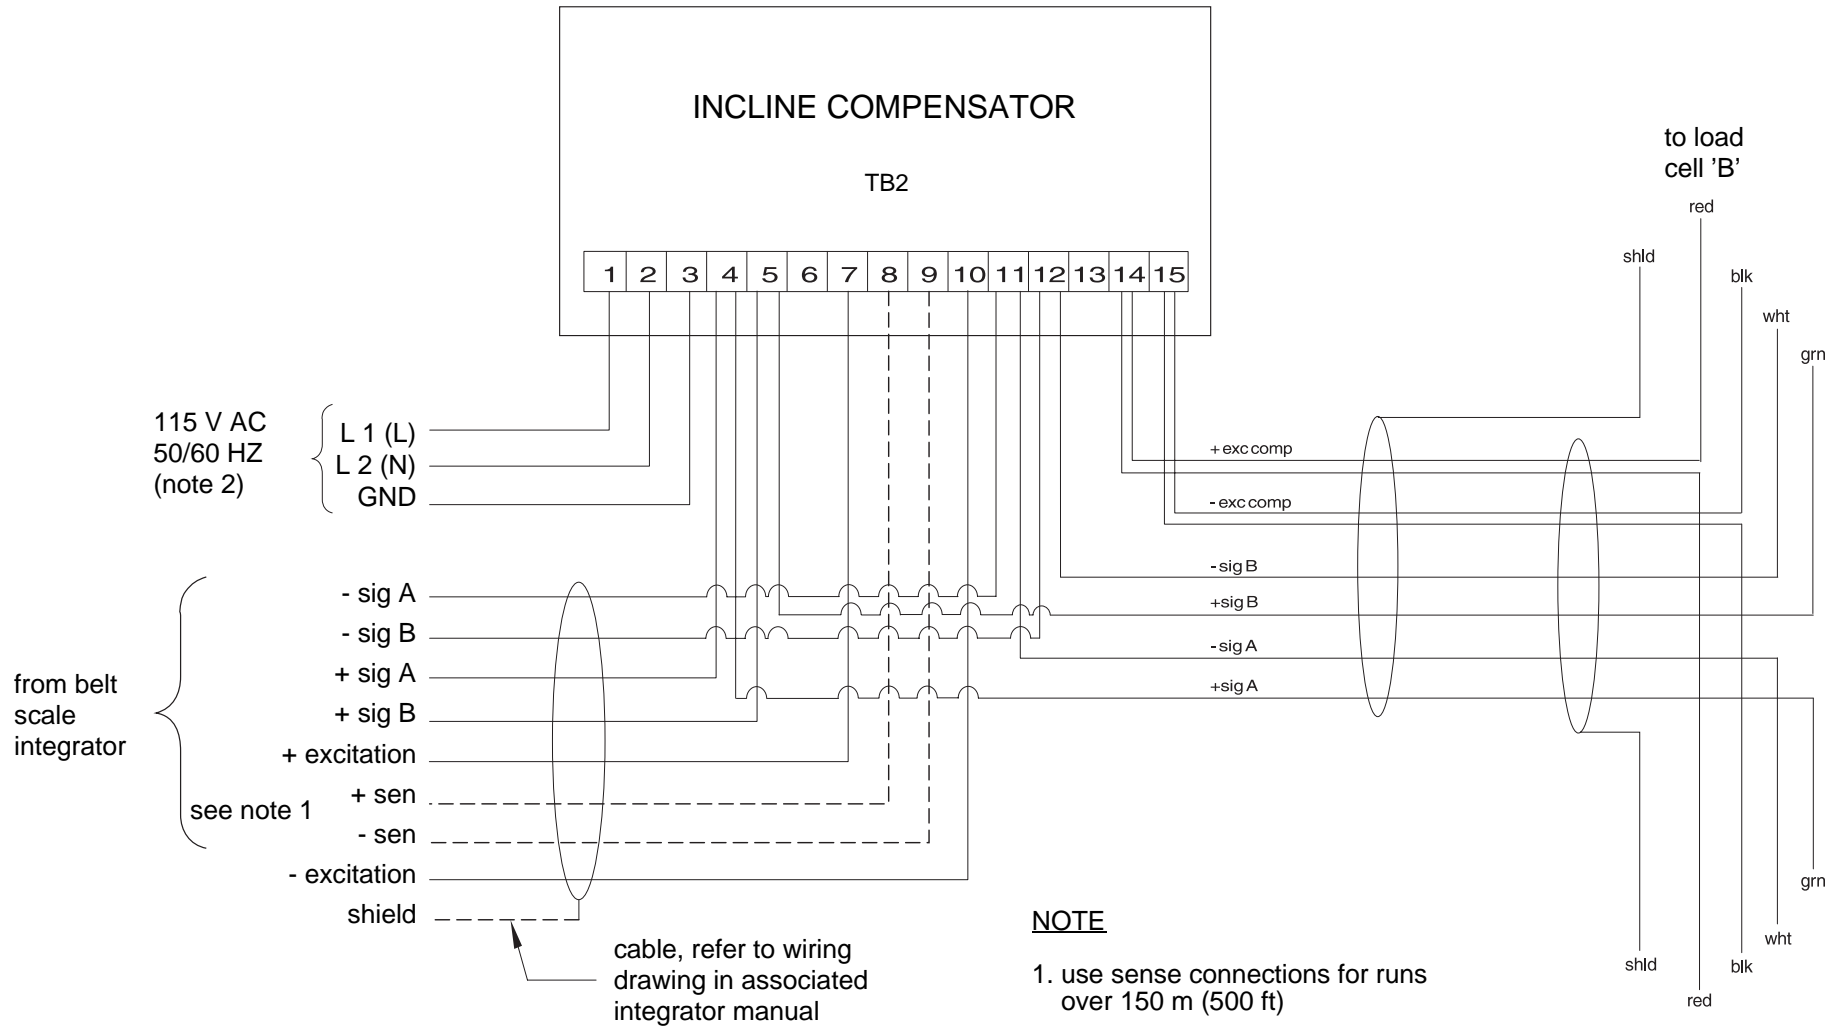 INCLINE COMPENSATOR
TB2
1 2 3 4 5 6 7 8 9 10 11 12 13 14 15
to load
cell 'B'
red
shld
blk
wht
grn
115 V AC
50/60 HZ
(note 2)
L 1 (L)
L 2 (N)
GND
+ exc comp
- exc comp
- sig B
+sig B
- sig A
+sig A
from belt
scale
integrator
- sig A
- sig B
+ sig A
+ sig B
+ excitation
+ sen
see note 1
- sen
- excitation
shield
cable, refer to wiring
drawing in associated
integrator manual
NOTE
1. use sense connections for runs
over 150 m (500 ft)
grn
wht
shld
blk
red